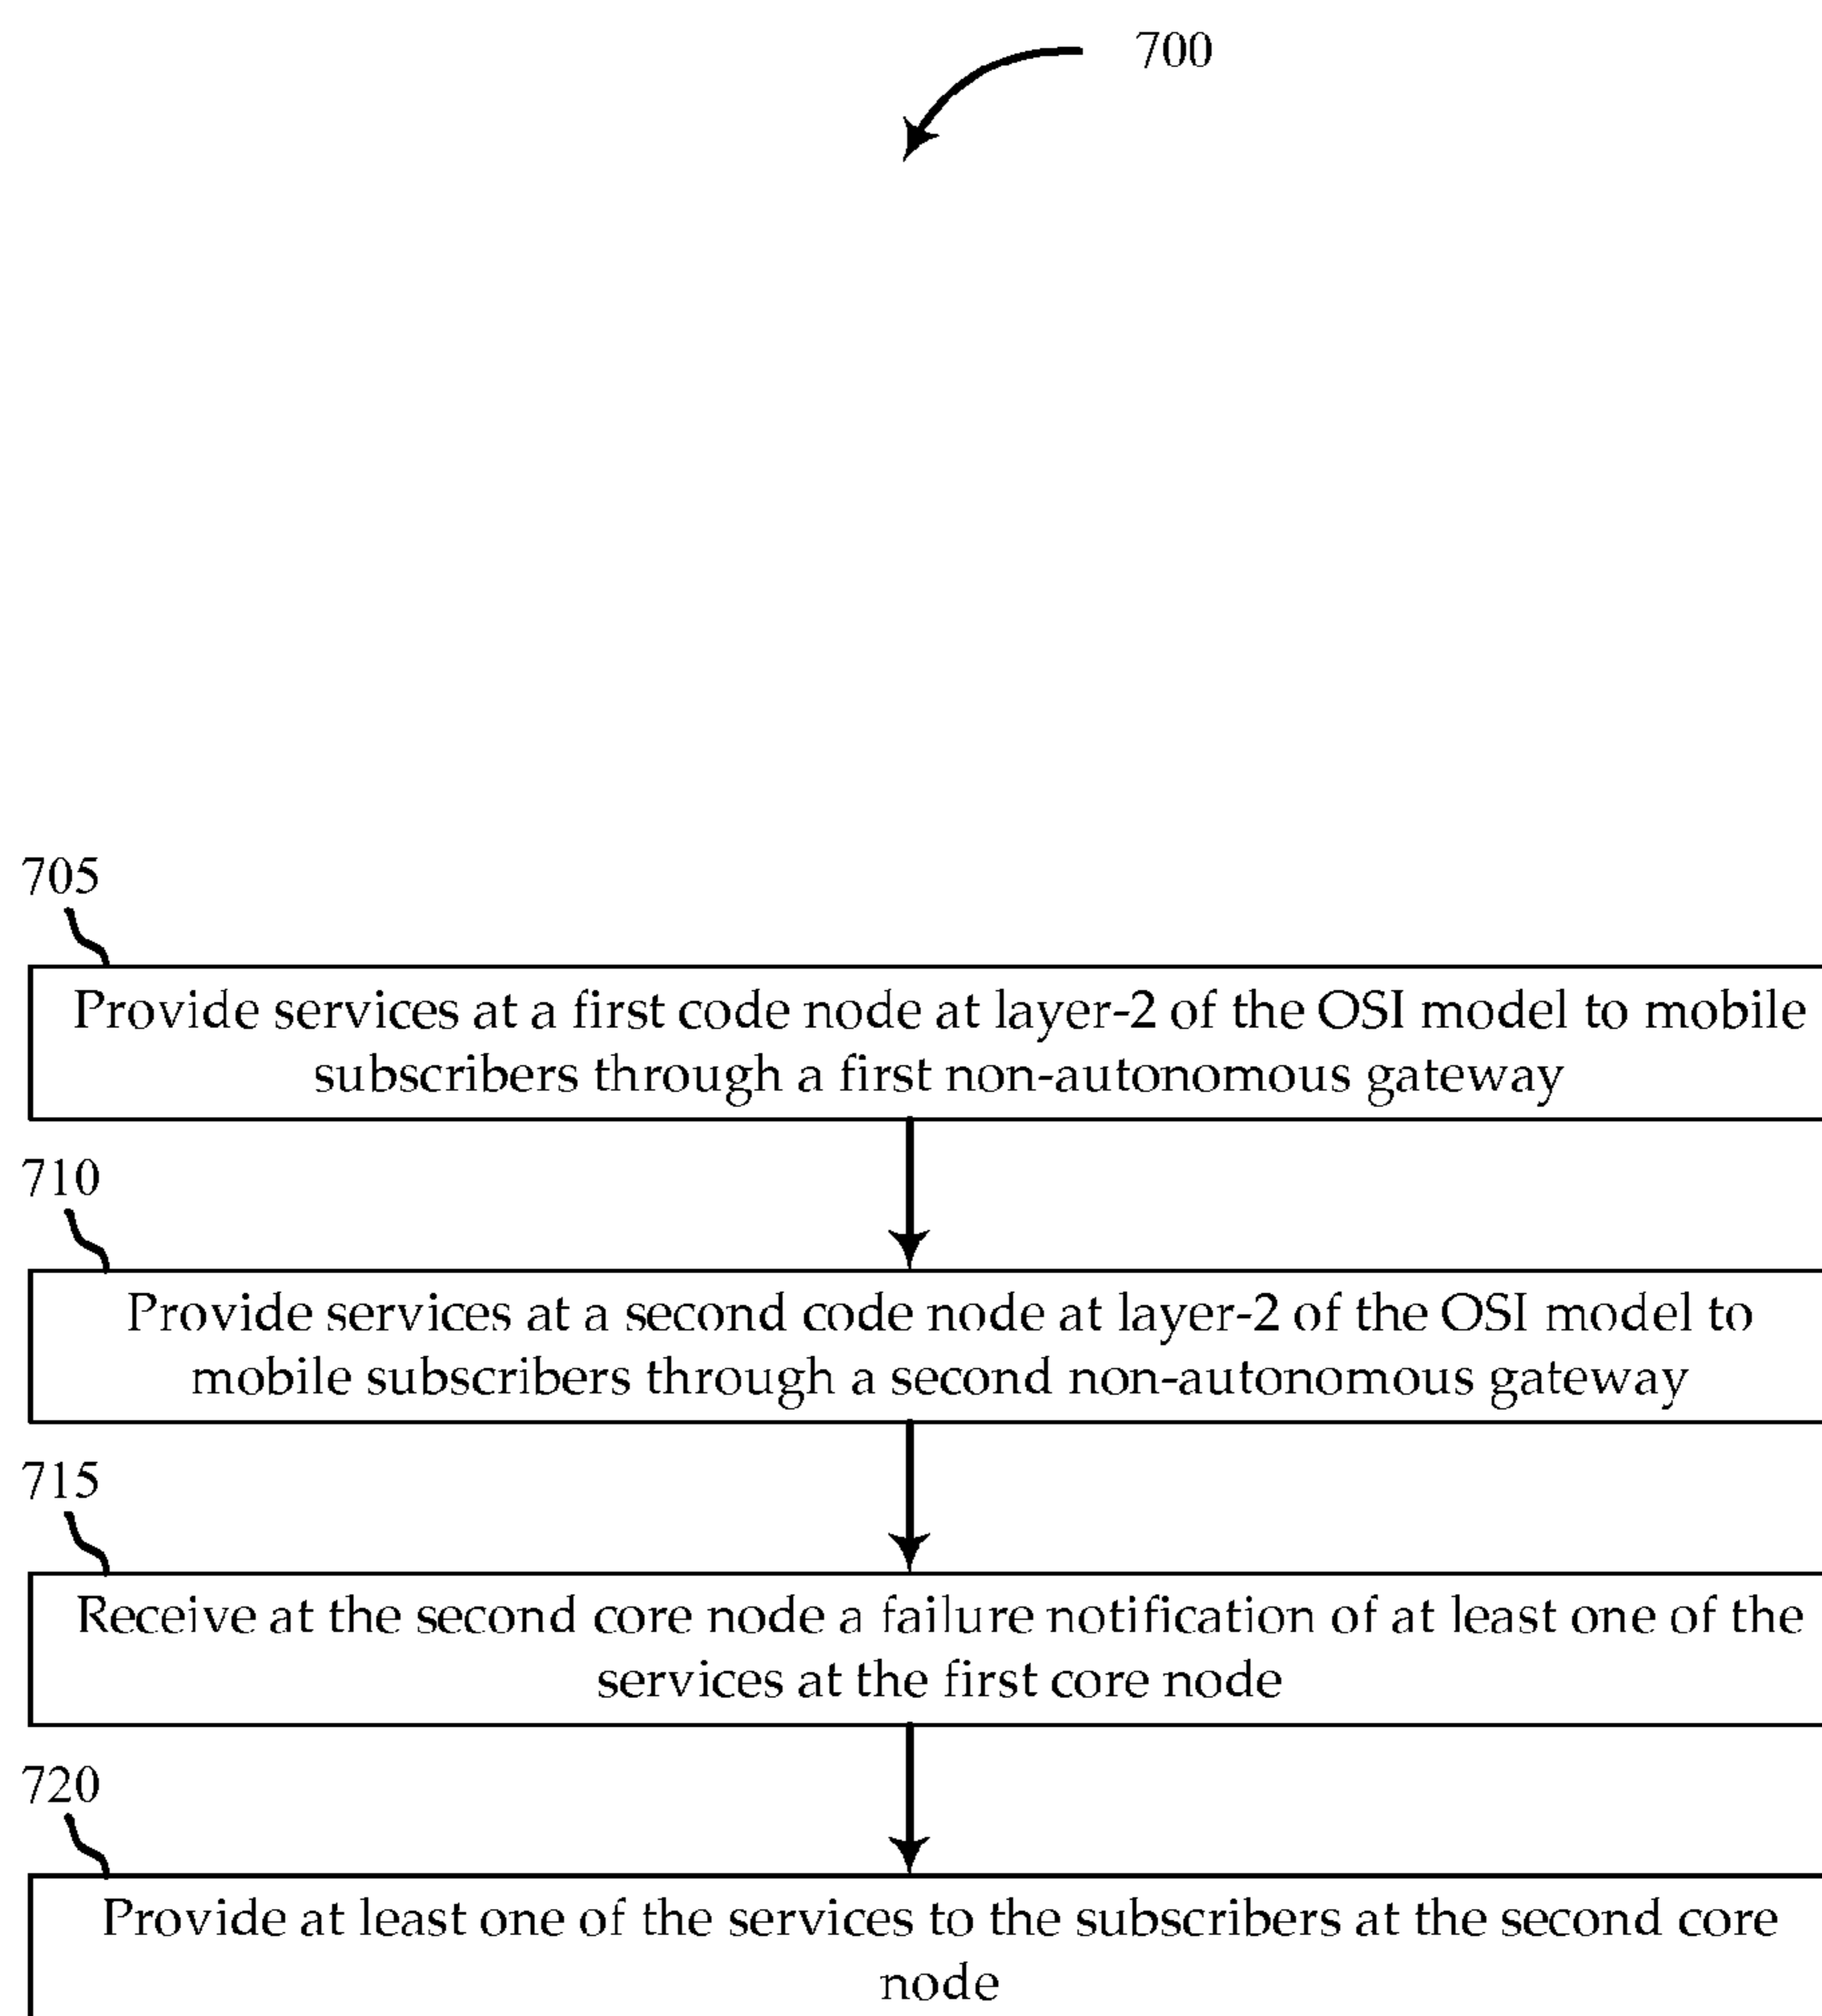 700
705
Provide services at a first code node at layer-2 of the OSI model to mobile
subscribers through a first non-autonomous gateway
710
Provide services at a second code node at layer-2 of the OSI model to
mobile subscribers through a second non-autonomous gateway
715
Receive at the second core node a failure notification of at least one of the
services at the first core node
720
Provide at least one of the services to the subscribers at the second core
node